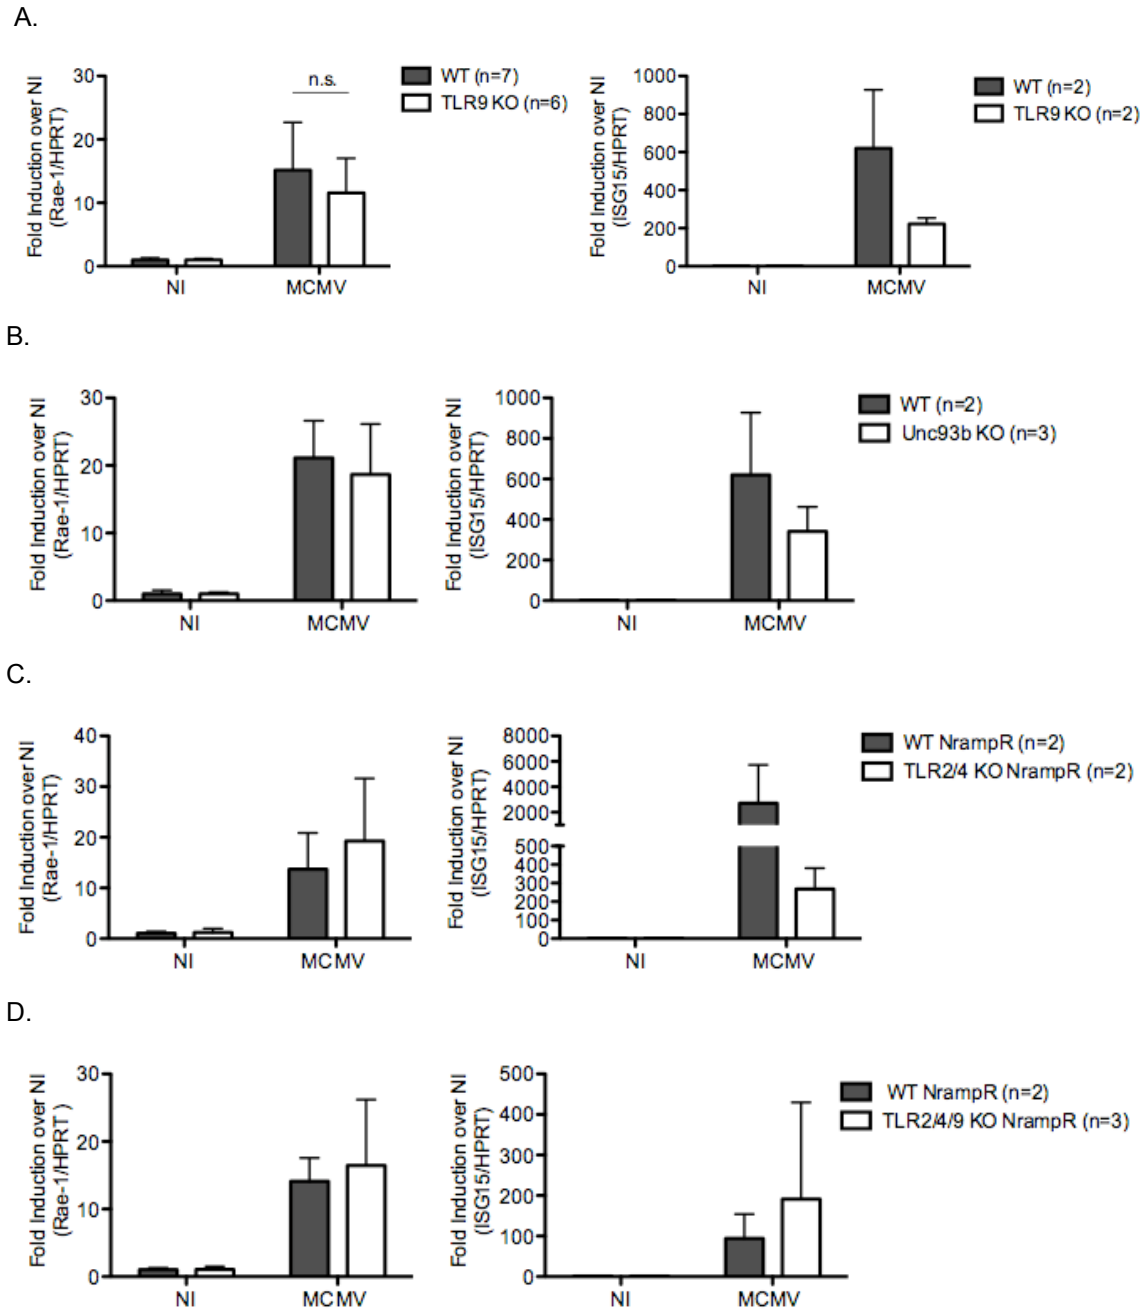 A.
Fold Induction over NI
(Rae-1/HPRT)
30
20
10
0
n.s.
NI
MCMV
WT (n=7)
TLR9 KO (n=6)
Fold Induction over NI
(ISG15/HPRT)
1000
800
600
400
200
0
NI
MCMV
WT (n=2)
TLR9 KO (n=2)
B.
Fold Induction over NI
(Rae-1/HPRT)
30
20
10
0
NI
MCMV
Fold Induction over NI
(ISG15/HPRT)
1000
800
600
400
200
0
NI
MCMV
WT (n=2)
Unc93b KO (n=3)
C.
Fold Induction over NI
(Rae-1/HPRT)
40
30
20
10
0
NI
MCMV
Fold Induction over NI
(ISG15/HPRT)
8000
6000
4000
2000
500
400
300
200
100
0
NI
MCMV
WT NrampR (n=2)
TLR2/4 KO NrampR (n=2)
D.
Fold Induction over NI
(Rae-1/HPRT )
30
20
10
0
NI
MCMV
Fold Induction over NI
(ISG15/HPRT)
500
400
300
200
100
0
NI
MCMV
WT NrampR (n=2)
TLR2/4/9 KO NrampR (n=3)